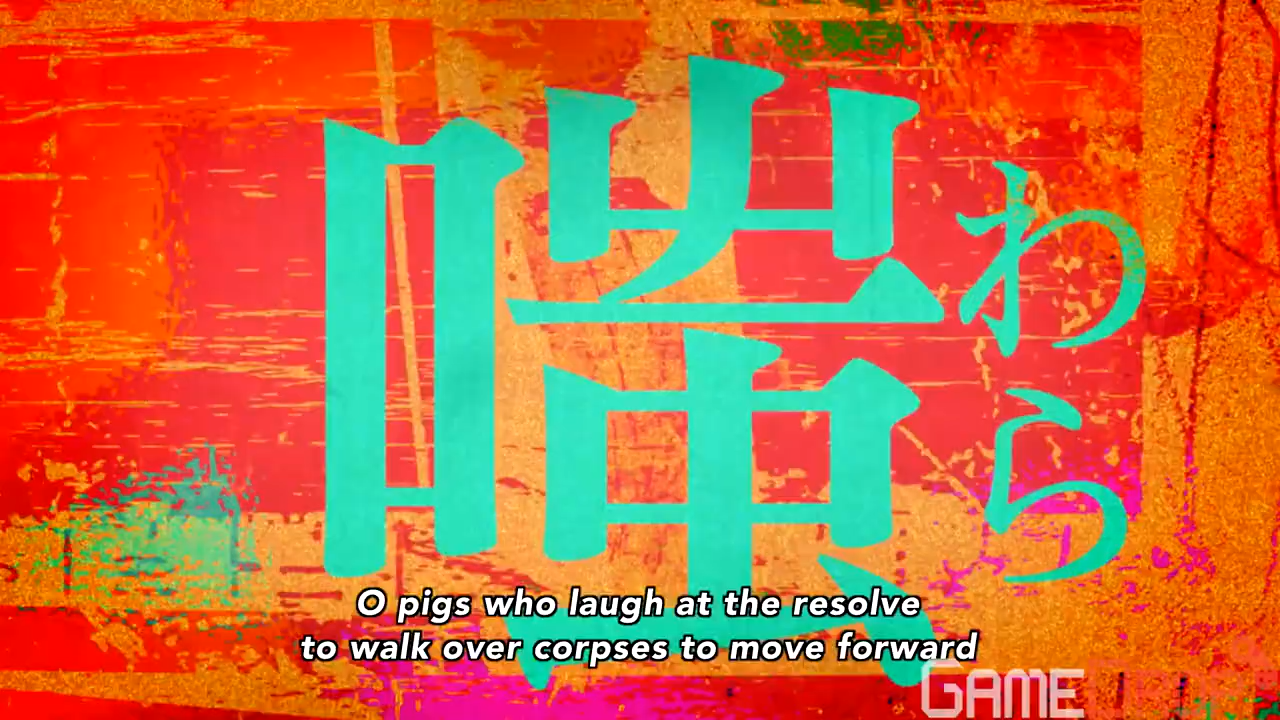 嗤
わら
O pigs who laugh at the resolve
to walk over corpses to move forward
GAME